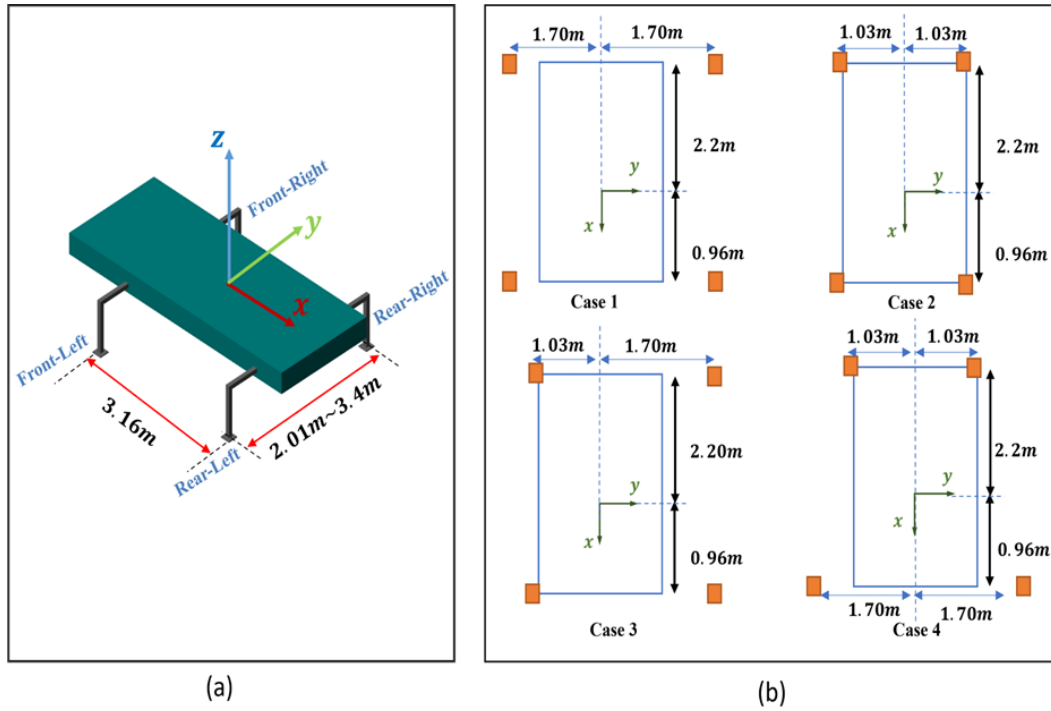 z
Front-Right
y
x
Rear-Right
Front-Left
3.16m
2.01m~3.4m
Rear-Left
(a)
1.70m 1.70m
2.2m
y
x
0.96m
Case 1
1.03m 1.03m
2.2m
y
x
0.96m
Case 2
1.03m 1.70m
2.20m
y
x
0.96m
Case 3
1.03m 1.03m
2.2m
y
x
0.96m
1.70m 1.70m
Case 4
(b)